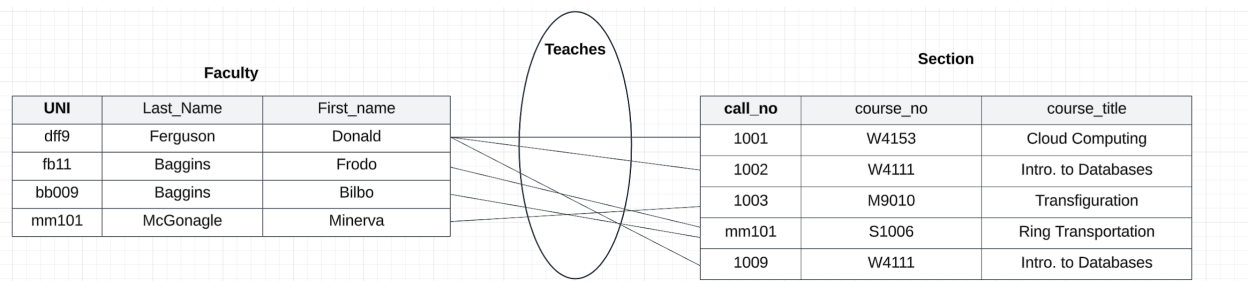 Teaches
Faculty
UNI Last_Name First_name
dff9 Ferguson Donald
fb11 Baggins Frodo
bb009 Baggins Bilbo
mm101 McGonagle Minerva
Section
call_no course_no course_title
1001 W4153 Cloud Computing
1002 W4111 Intro. to Databases
1003 M9010 Transfiguration
mm101 S1006 Ring Transportation
1009 W4111 Intro. to Databases